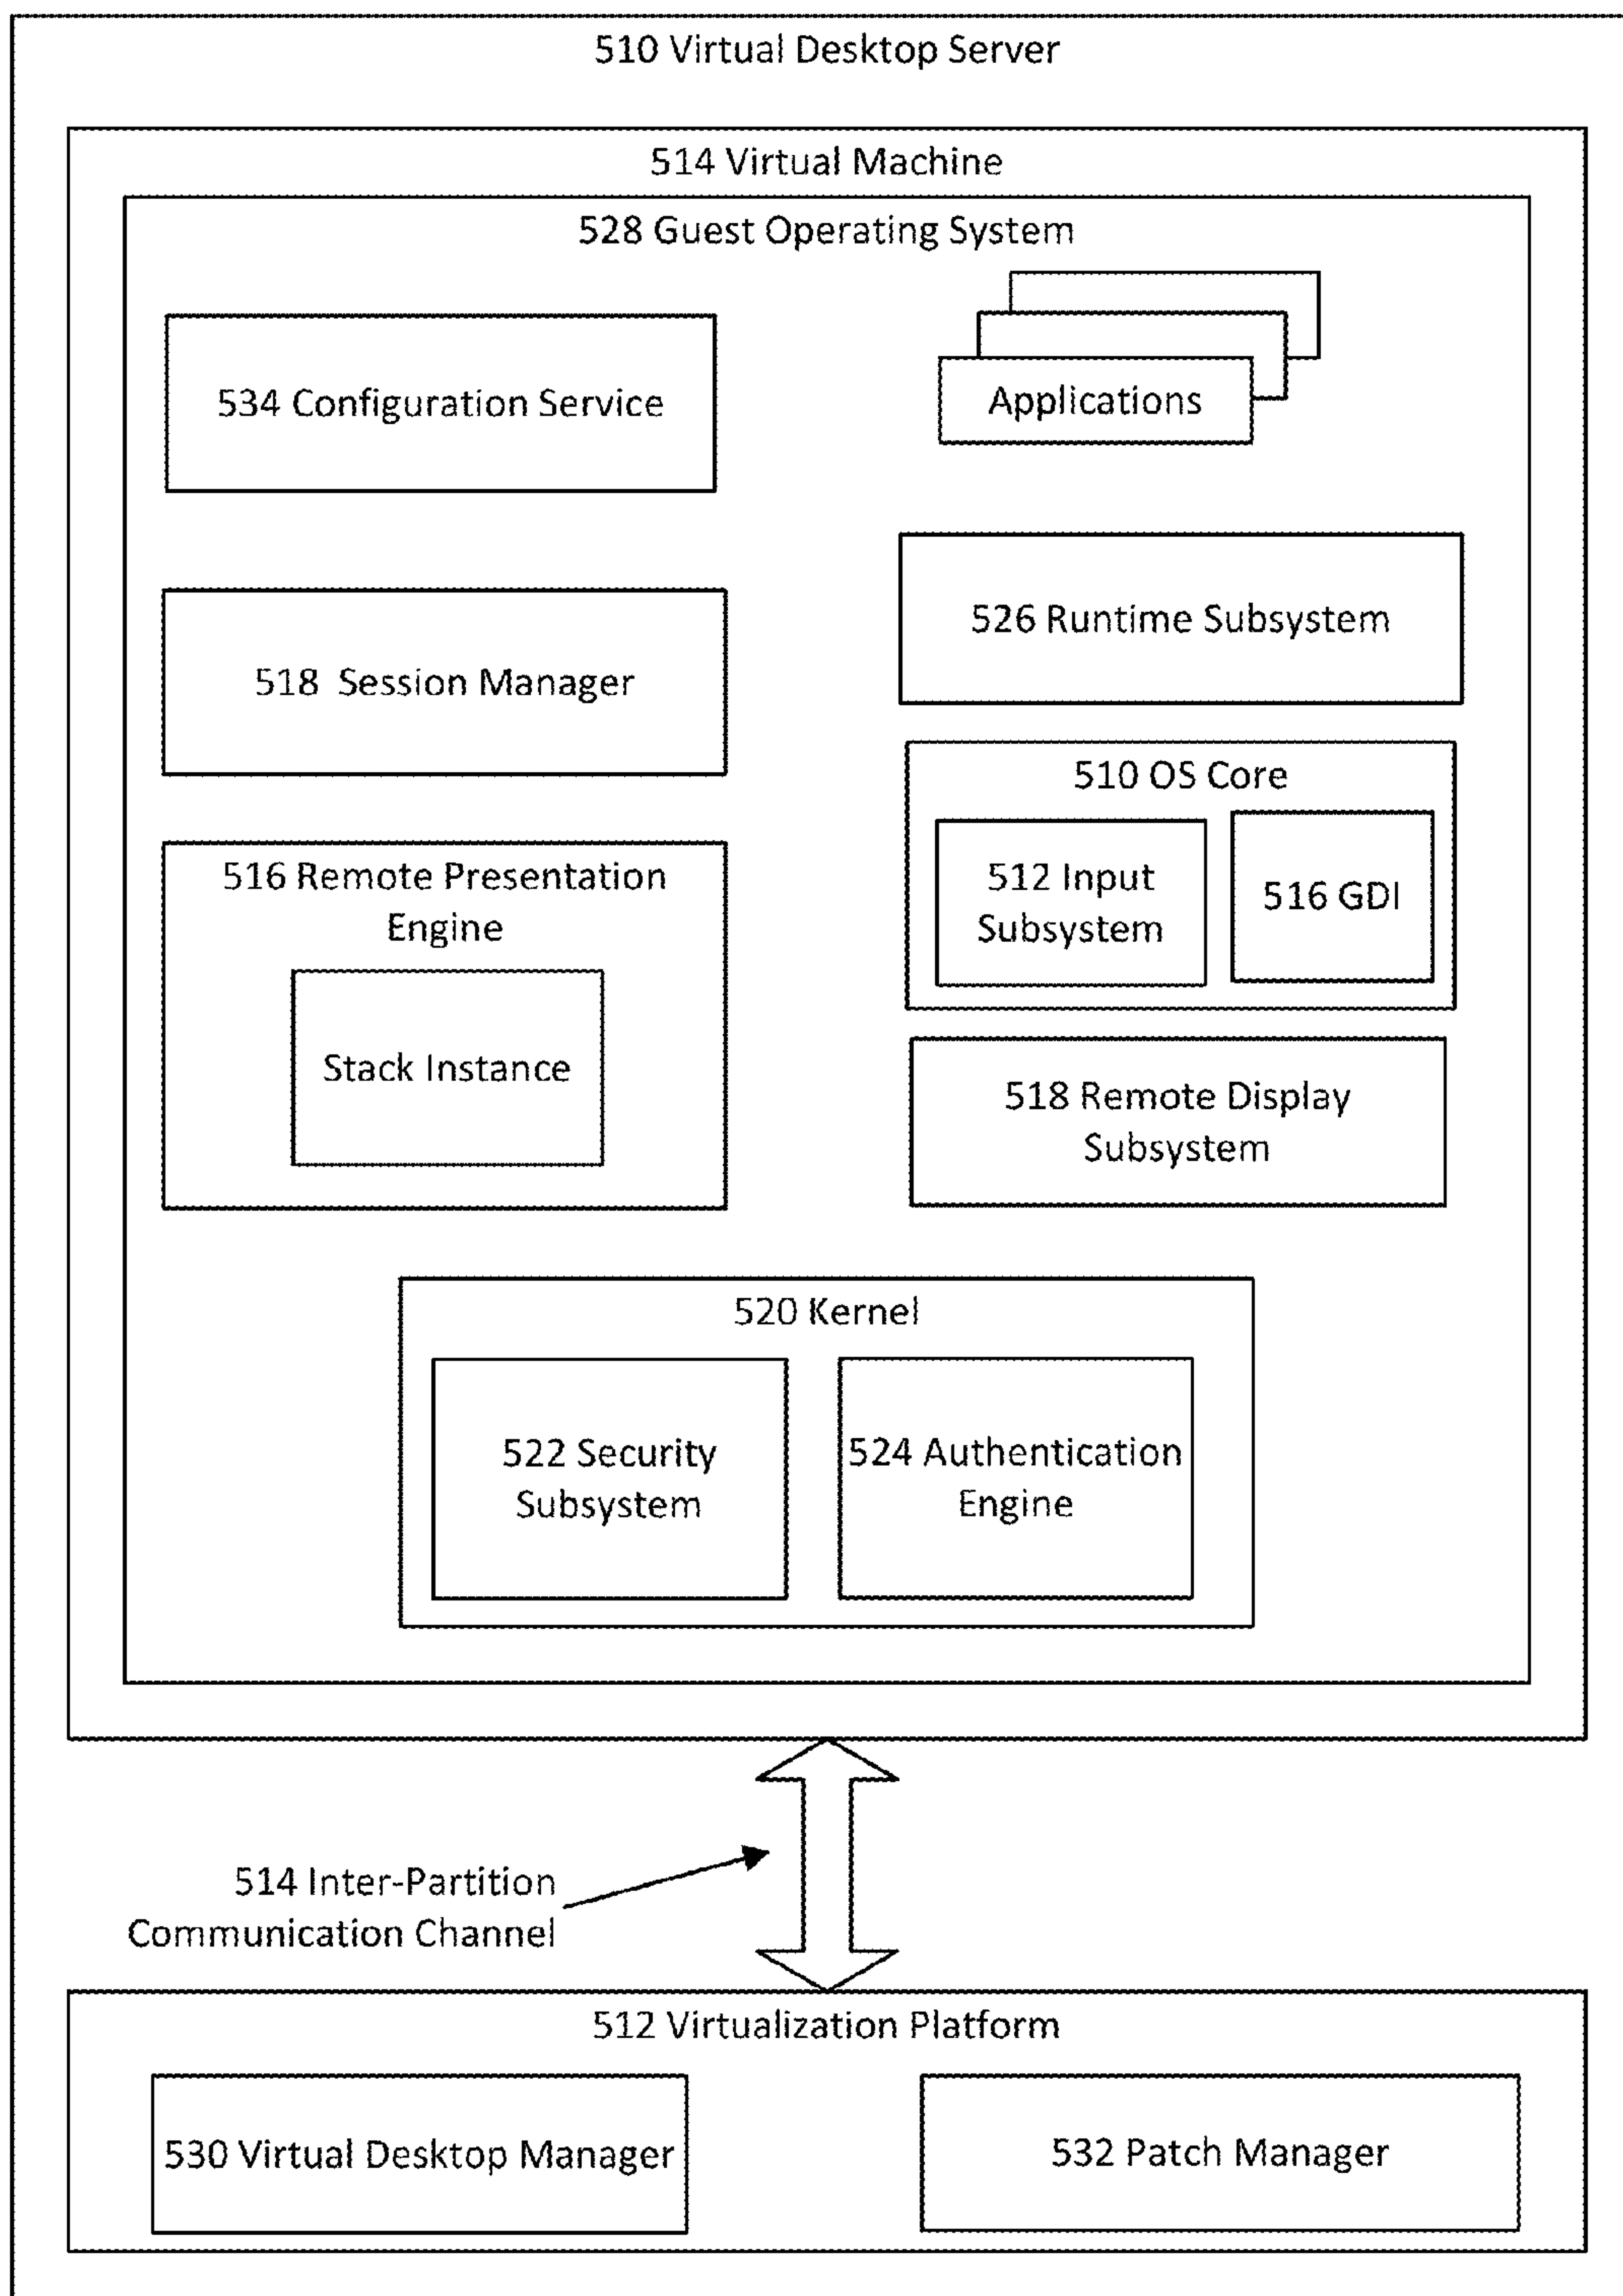 510 Virtual Desktop Server
514 Virtual Machine
528 Guest Operating System
534 Configuration Service
Applications
518 Session Manager
526 Runtime Subsystem
510 OS Core
512 Input
Subsystem
516 GDI
516 Remote Presentation
Engine
Stack Instance
518 Remote Display
Subsystem
520 Kernel
522 Security
Subsystem
524 Authentication
Engine
514 Inter-Partition
Communication Channel
512 Virtualization Platform
530 Virtual Desktop Manager
532 Patch Manager